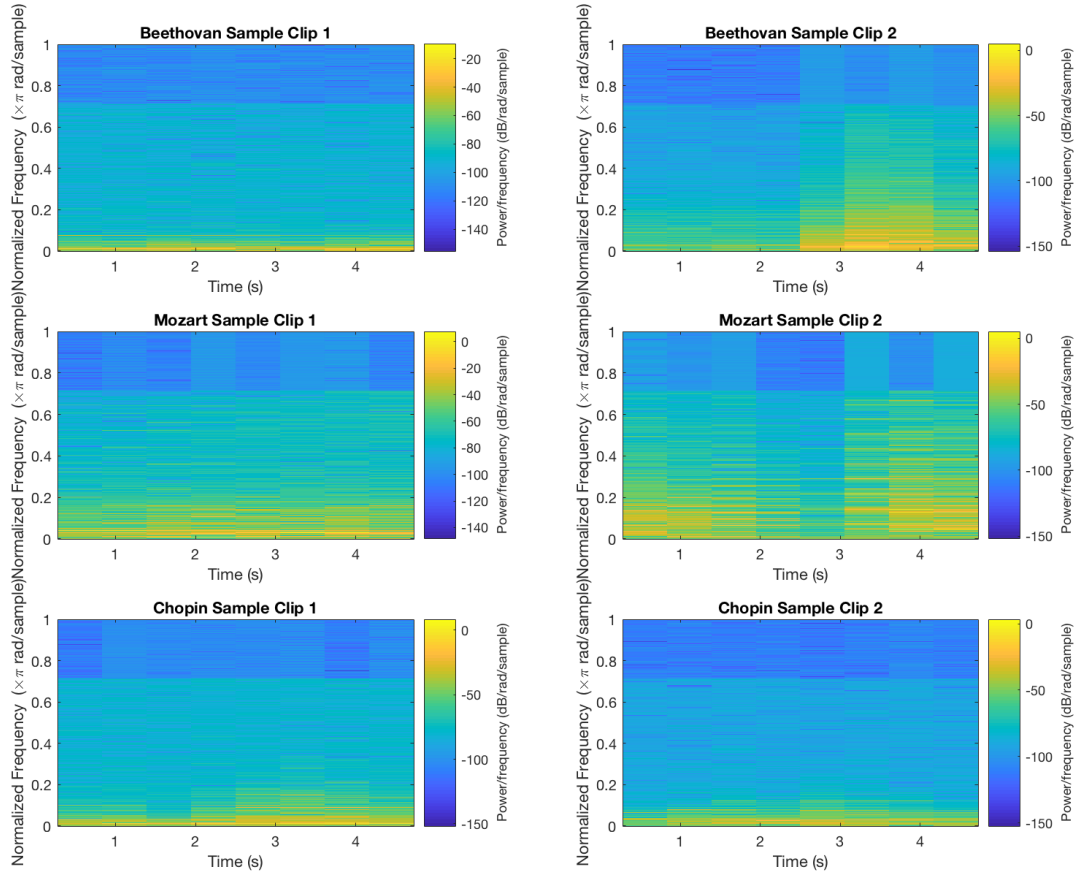 Beethovan Sample Clip 1
Normalized Frequency (×π rad/sample)
1
0.8
0.6
0.4
0.2
0
1 2 3 4
Time (s)
-20
-40
-60
-80
-100
-120
-140
Power/frequency (dB/rad/sample)
Beethovan Sample Clip 2
Normalized Frequency (×π rad/sample)
1
0.8
0.6
0.4
0.2
0
1 2 3 4
Time (s)
0
-50
-100
-150
Power/frequency (dB/rad/sample)
Mozart Sample Clip 1
Normalized Frequency (×π rad/sample)
1
0.8
0.6
0.4
0.2
0
1 2 3 4
Time (s)
0
-20
-40
-60
-80
-100
-120
-140
Power/frequency (dB/rad/sample)
Mozart Sample Clip 2
Normalized Frequency (×π rad/sample)
1
0.8
0.6
0.4
0.2
0
1 2 3 4
Time (s)
0
-50
-100
-150
Power/frequency (dB/rad/sample)
Chopin Sample Clip 1
Normalized Frequency (×π rad/sample)
1
0.8
0.6
0.4
0.2
0
1 2 3 4
Time (s)
0
-50
-100
-150
Power/frequency (dB/rad/sample)
Chopin Sample Clip 2
Normalized Frequency (×π rad/sample)
1
0.8
0.6
0.4
0.2
0
1 2 3 4
Time (s)
0
-50
-100
-150
Power/frequency (dB/rad/sample)